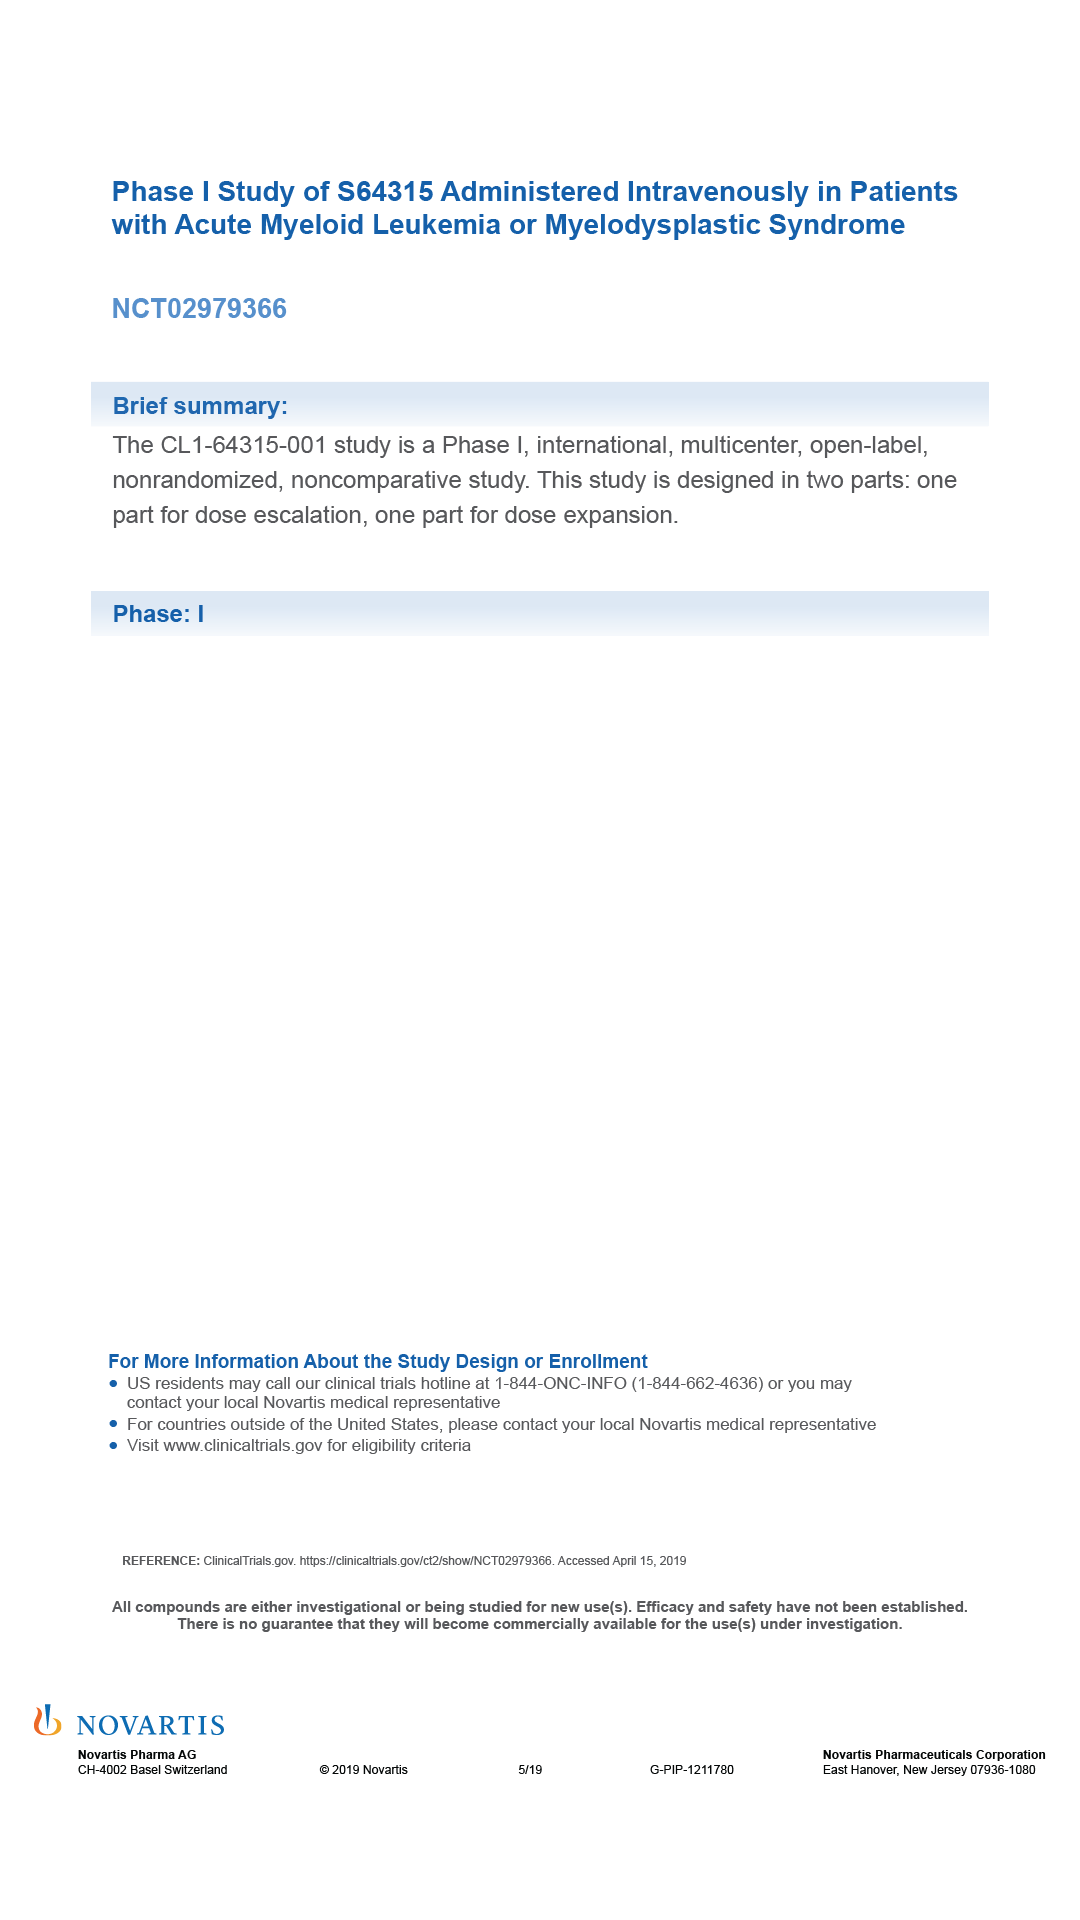 Phase I Study of S64315 Administered Intravenously in Patients
with Acute Myeloid Leukemia or Myelodysplastic Syndrome
NCT02979366
Brief summary:
The CL1-64315-001 study is a Phase I, international, multicenter, open-label,
nonrandomized, noncomparative study. This study is designed in two parts: one
part for dose escalation, one part for dose expansion.
Phase: I
For More Information About the Study Design or Enrollment
• US residents may call our clinical trials hotline at 1-844-ONC-INFO (1-844-662-4636) or you may
contact your local Novartis medical representative
• For countries outside of the United States, please contact your local Novartis medical representative
• Visit www.clinicaltrials.gov for eligibility criteria
REFERENCE: ClinicalTrials.gov. https://clinicaltrials.gov/ct2/show/NCT02979366. Accessed April 15, 2019
All compounds are either investigational or being studied for new use(s). Efficacy and safety have not been established.
There is no guarantee that they will become commercially available for the use(s) under investigation.
NOVARTIS
Novartis Pharma AG
CH-4002 Basel Switzerland
© 2019 Novartis
5/19
G-PIP-1211780
Novartis Pharmaceuticals Corporation
East Hanover, New Jersey 07936-1080